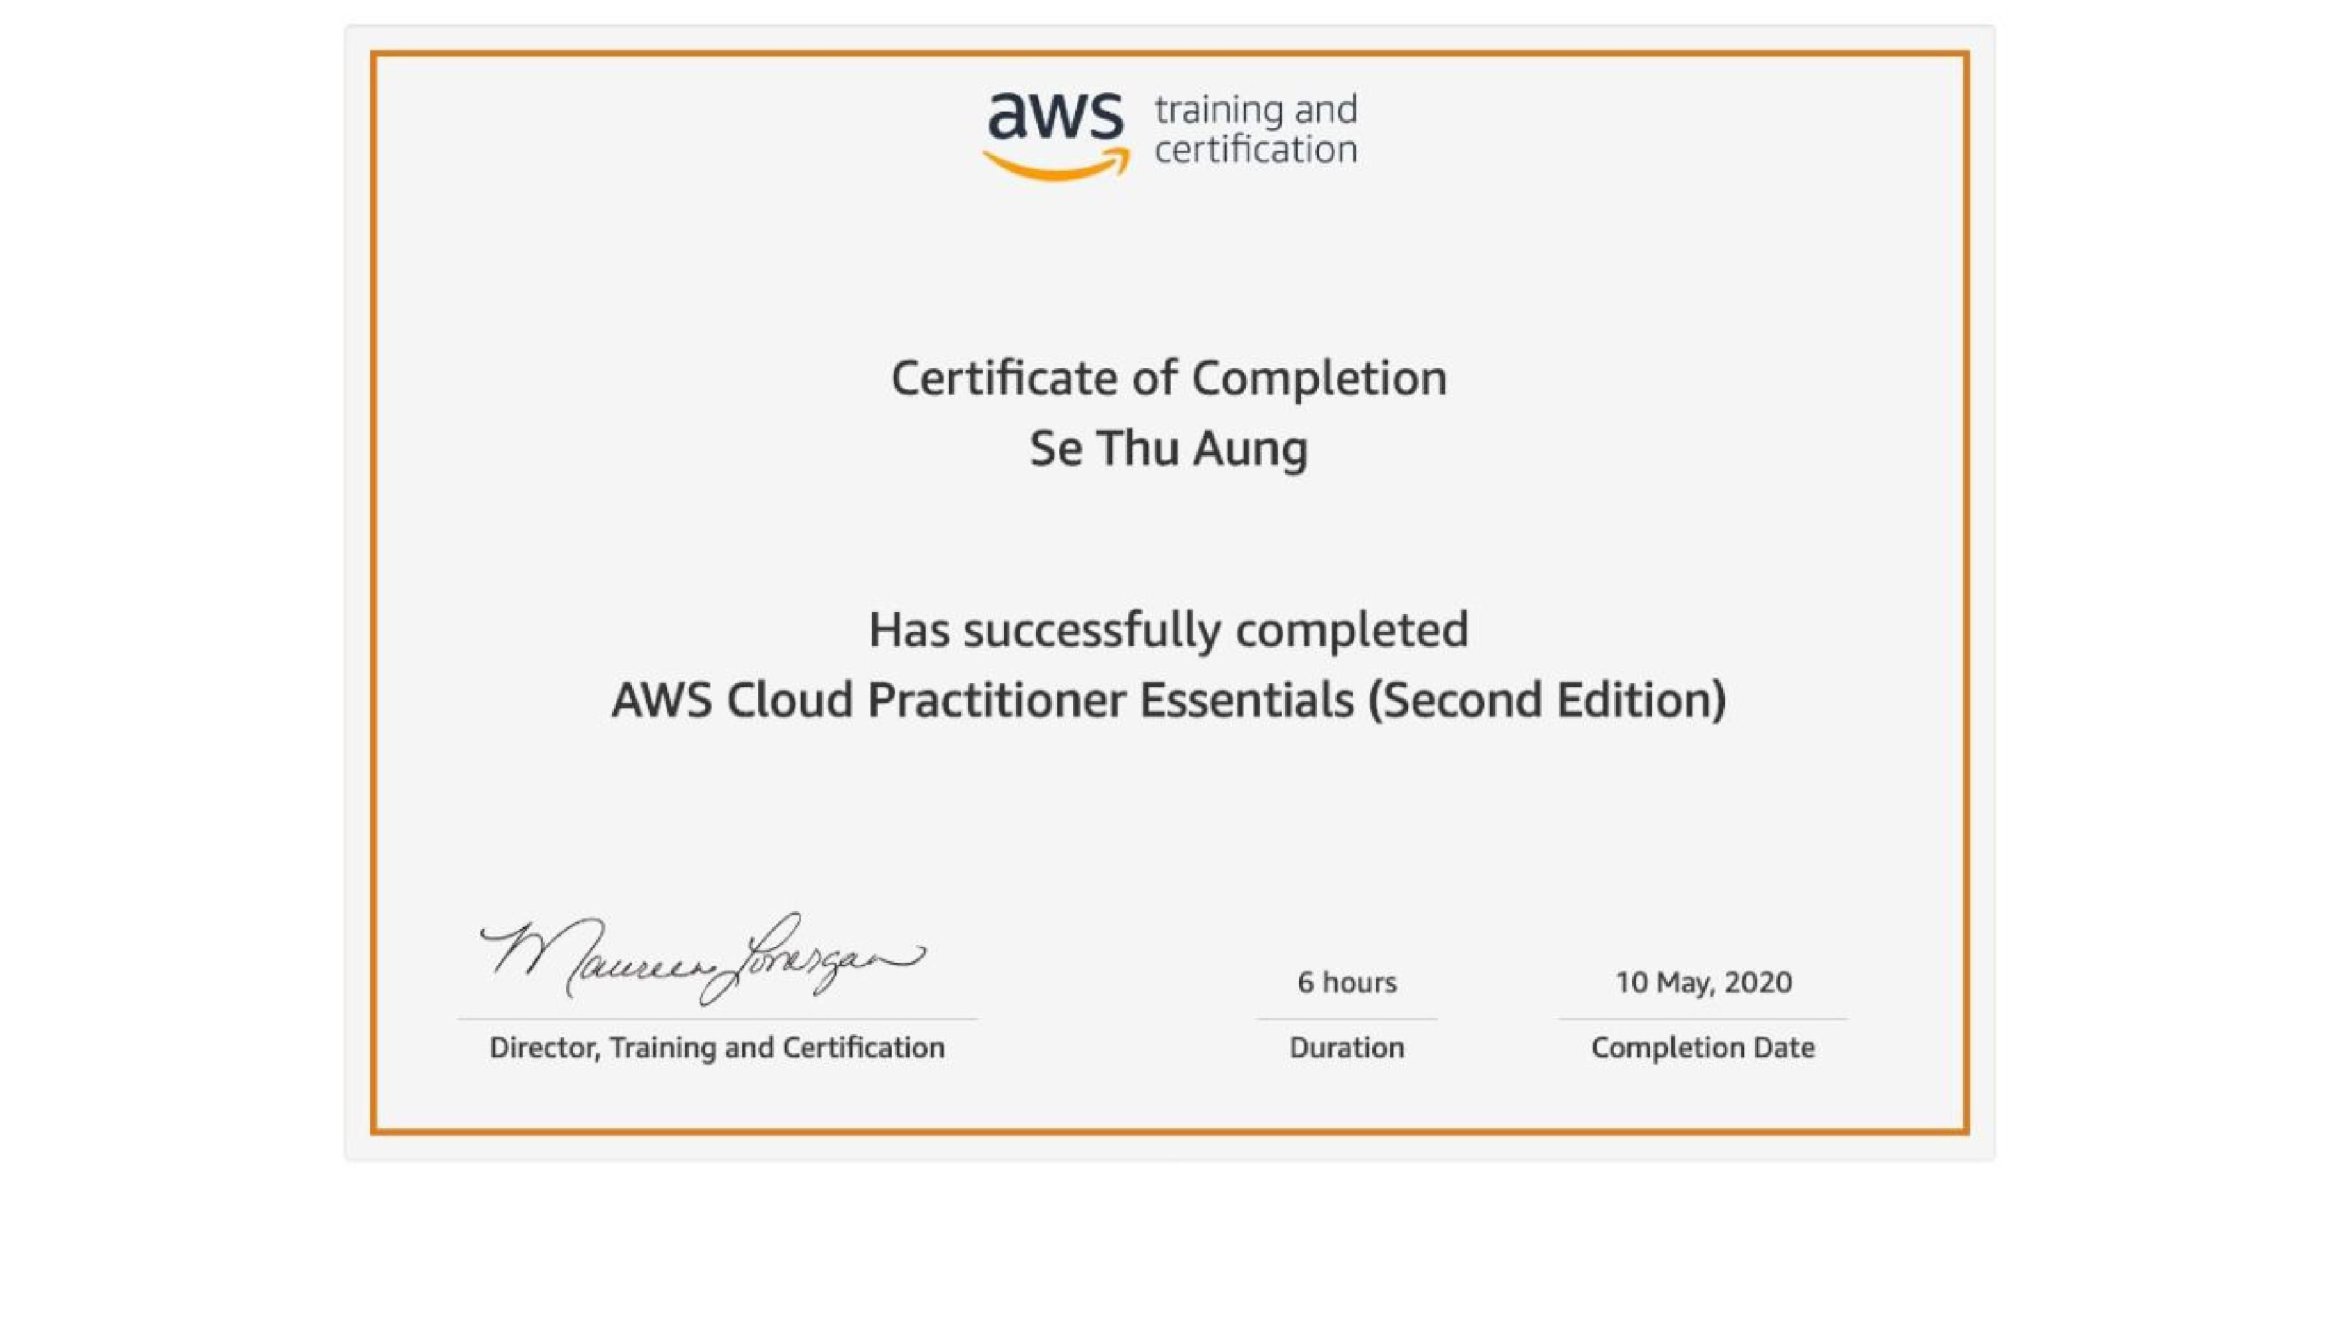 aws training and
certification
Certificate of Completion
Se Thu Aung
Has successfully completed
AWS Cloud Practitioner Essentials (Second Edition)
Maureen Lonergan
6 hours
10 May, 2020
Director, Training and Certification
Duration
Completion Date